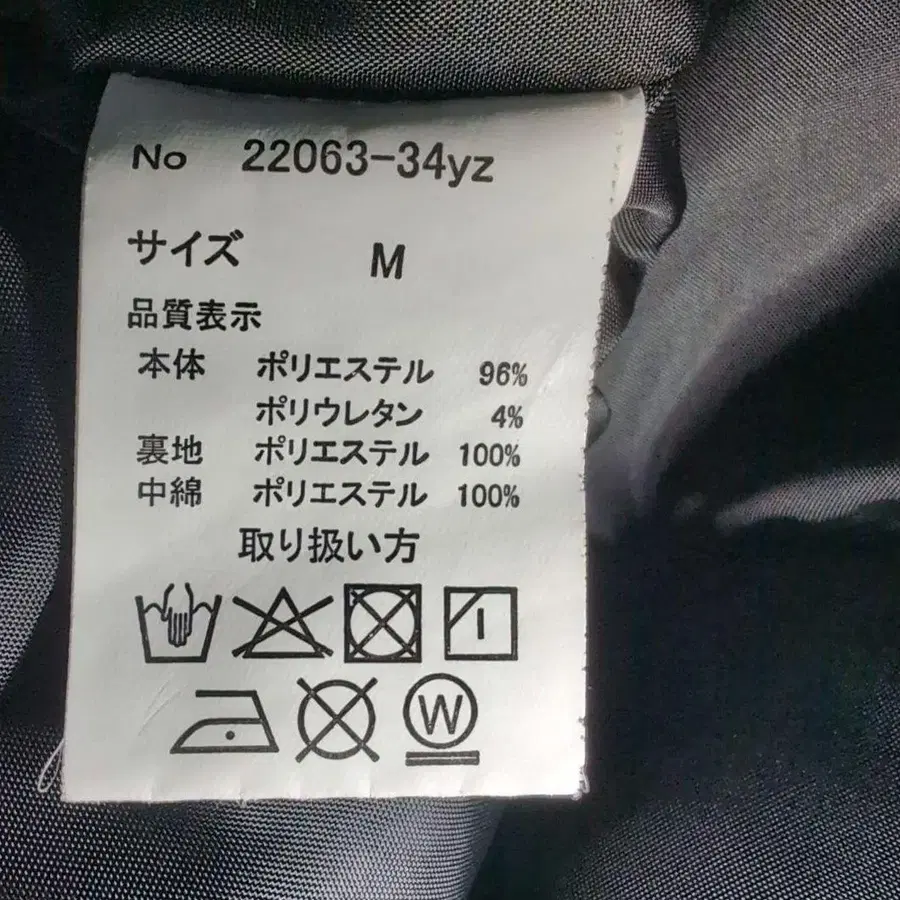 No 22063-34yz
サイズ M
品質表示
本体 ポリエステル 96%
ポリウレタン 4%
裏地 ポリエステル 100%
中綿 ポリエステル 100%
取り扱い方
W